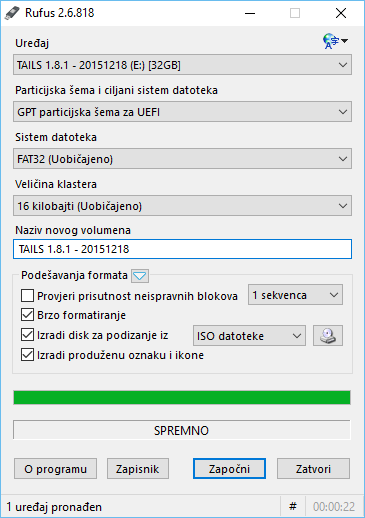 Rufus 2.6.818
Uređaj
TAILS 1.8.1 - 20151218 (E:) [32GB]
Particijska šema i ciljani sistem datoteka
GPT particijska šema za UEFI
Sistem datoteka
FAT32 (Uobičajeno)
Veličina klastera
16 kilobajti (Uobičajeno)
Naziv novog volumena
TAILS 1.8.1 - 20151218
Podešavanja formata
Provjeri prisutnost neispravnih blokova 1 sekvenca
Brzo formatiranje
Izradi disk za podizanje iz ISO datoteke
Izradi produženu oznaku i ikone
SPREMNO
O programu Zapisnik Započni Zatvori
1 uređaj pronađen # 00:00:22